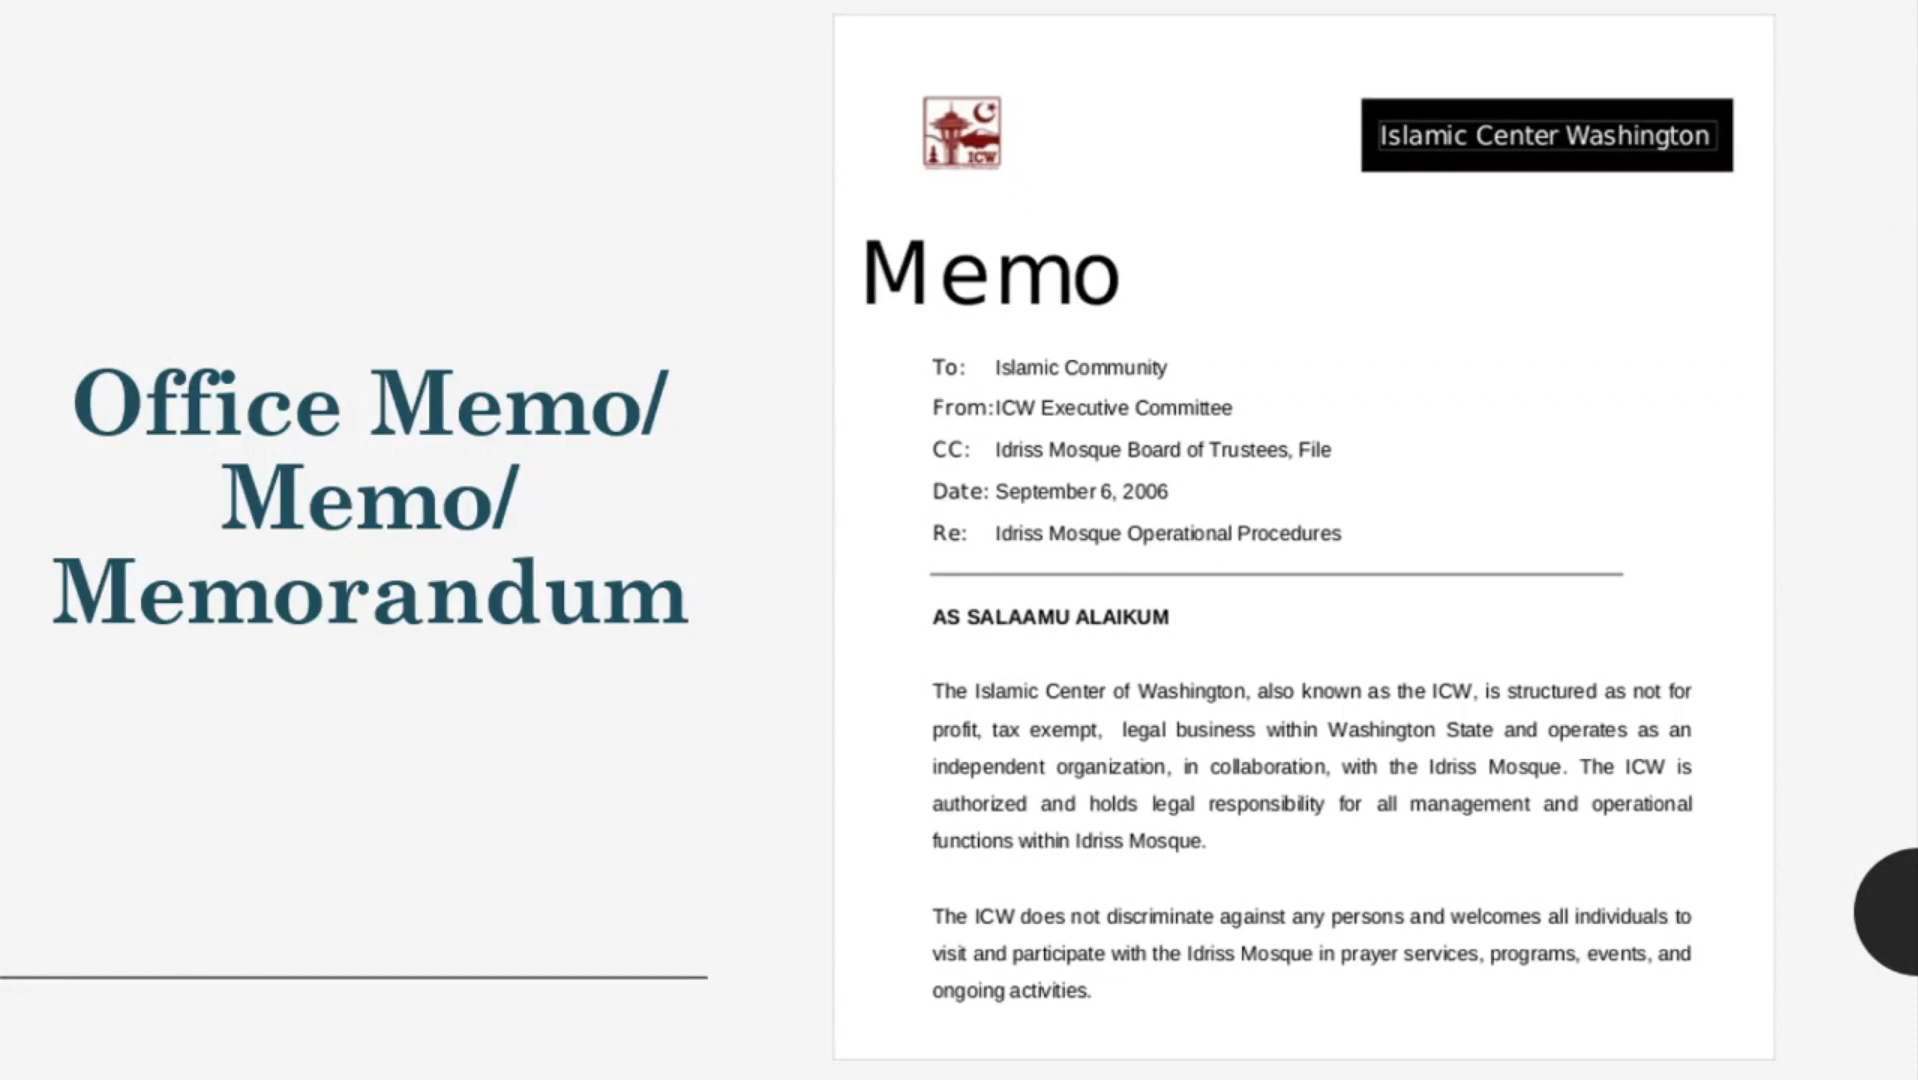 Office Memo/
Memo/
Memorandum
ICW
Islamic Center Washington
Memo
To: Islamic Community
From: ICW Executive Committee
CC: Idriss Mosque Board of Trustees, File
Date: September 6, 2006
Re: Idriss Mosque Operational Procedures
AS SALAAMU ALAIKUM
The Islamic Center of Washington, also known as the ICW, is structured as not for
profit, tax exempt, legal business within Washington State and operates as an
independent organization, in collaboration, with the Idriss Mosque. The ICW is
authorized and holds legal responsibility for all management and operational
functions within Idriss Mosque.
The ICW does not discriminate against any persons and welcomes all individuals to
visit and participate with the Idriss Mosque in prayer services, programs, events, and
ongoing activities.